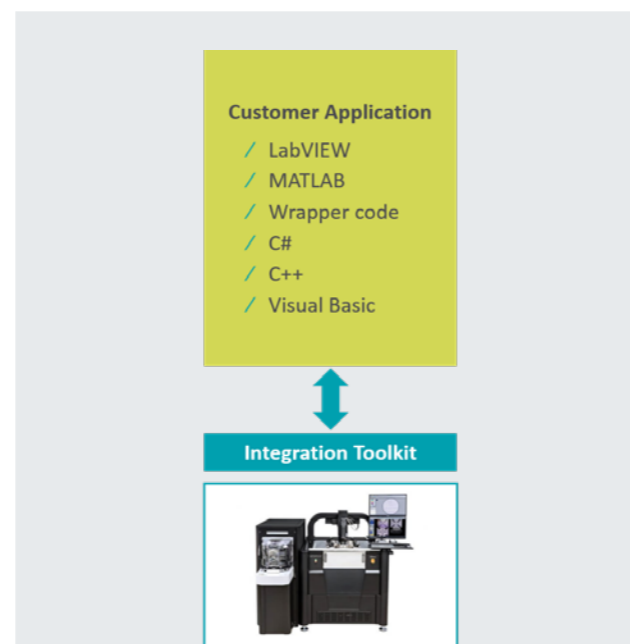 Customer Application
/ LabVIEW
/ MATLAB
/ Wrapper code
/ C#
/ C++
/ Visual Basic
Integration Toolkit